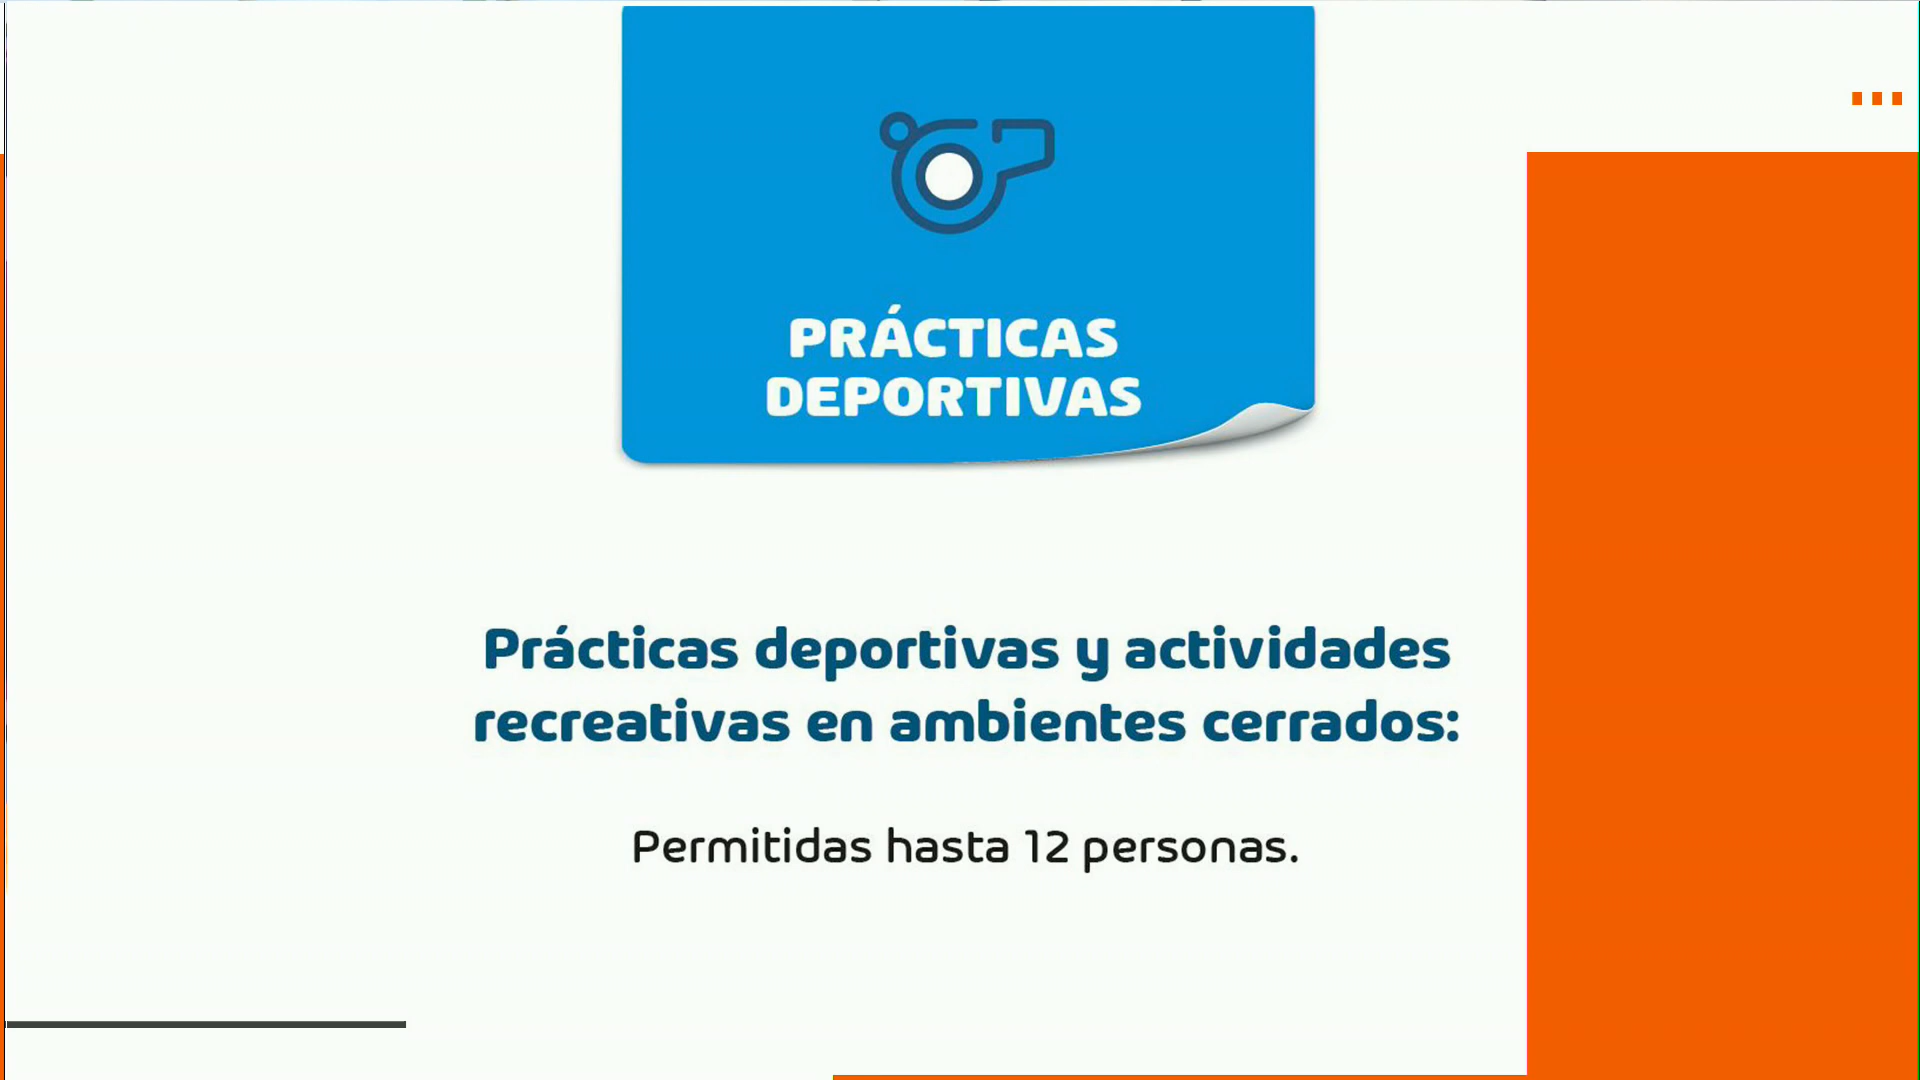 PRÁCTICAS
DEPORTIVAS
Prácticas deportivas y actividades
recreativas en ambientes cerrados:
Permitidas hasta 12 personas.